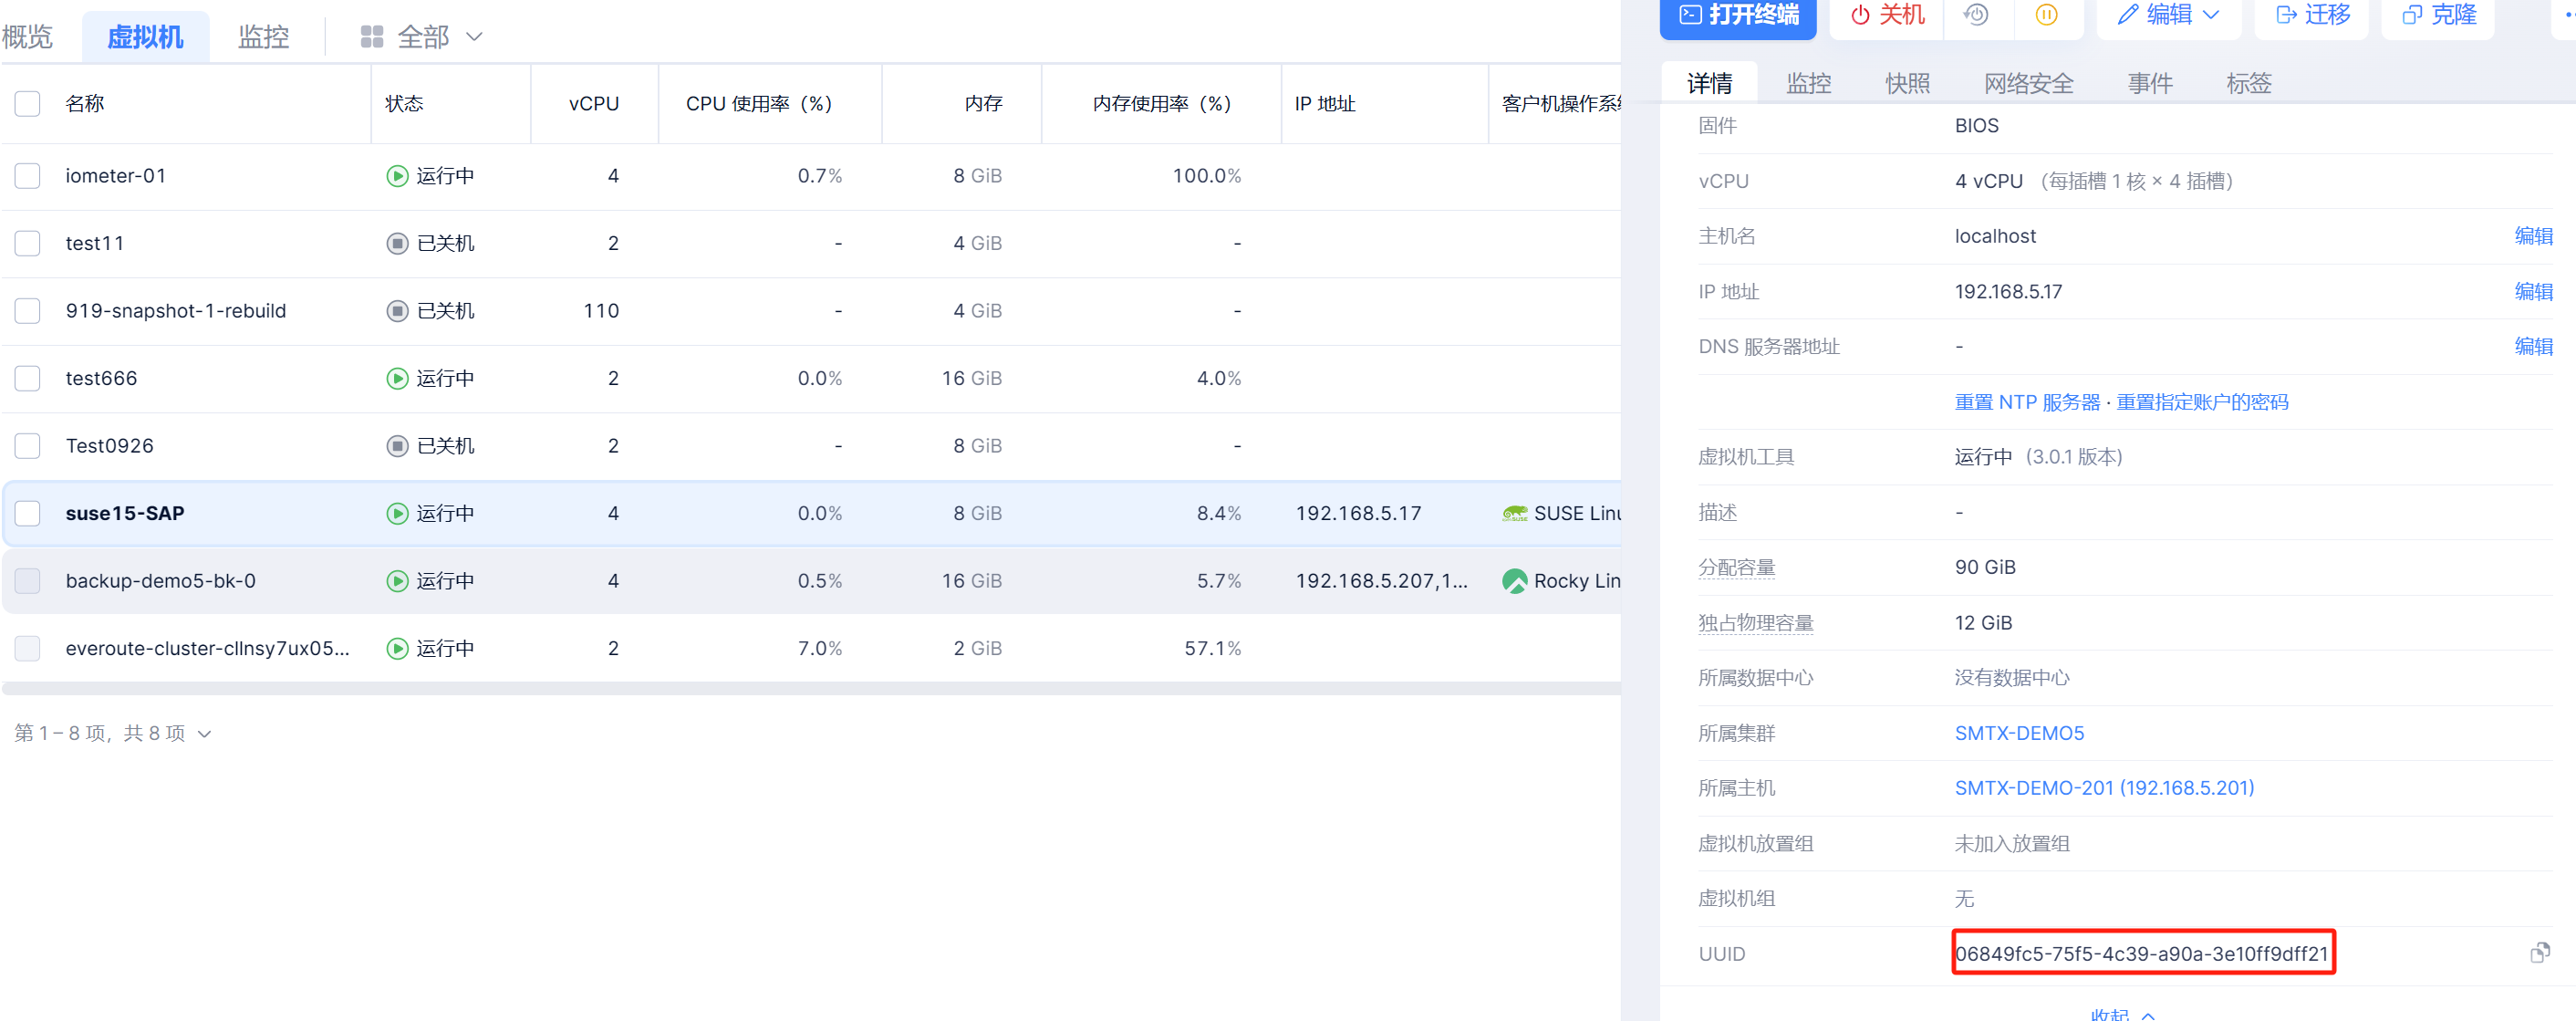 概览 虚拟机 监控 全部
名称 状态 vCPU CPU 使用率（%） 内存 内存使用率（%） IP 地址 客户机操作系
iometer-01 运行中 4 0.7% 8 GiB 100.0%
test11 已关机 2 - 4 GiB -
919-snapshot-1-rebuild 已关机 110 - 4 GiB -
test666 运行中 2 0.0% 16 GiB 4.0%
Test0926 已关机 2 - 8 GiB -
suse15-SAP 运行中 4 0.0% 8 GiB 8.4% 192.168.5.17 SUSE Linu
backup-demo5-bk-0 运行中 4 0.5% 16 GiB 5.7% 192.168.5.207,1... Rocky Lin
everoute-cluster-cllnsy7ux05... 运行中 2 7.0% 2 GiB 57.1%
第 1 – 8 项，共 8 项
打开终端 关机 编辑 迁移 克隆
详情 监控 快照 网络安全 事件 标签
固件 BIOS
vCPU 4 vCPU （每插槽 1 核 × 4 插槽）
主机名 localhost 编辑
IP 地址 192.168.5.17 编辑
DNS 服务器地址 - 编辑
重置 NTP 服务器 · 重置指定账户的密码
虚拟机工具 运行中 (3.0.1 版本)
描述 -
分配容量 90 GiB
独占物理容量 12 GiB
所属数据中心 没有数据中心
所属集群 SMTX-DEMO5
所属主机 SMTX-DEMO-201 (192.168.5.201)
虚拟机放置组 未加入放置组
虚拟机组 无
UUID 06849fc5-75f5-4c39-a90a-3e10ff9dff21
收起